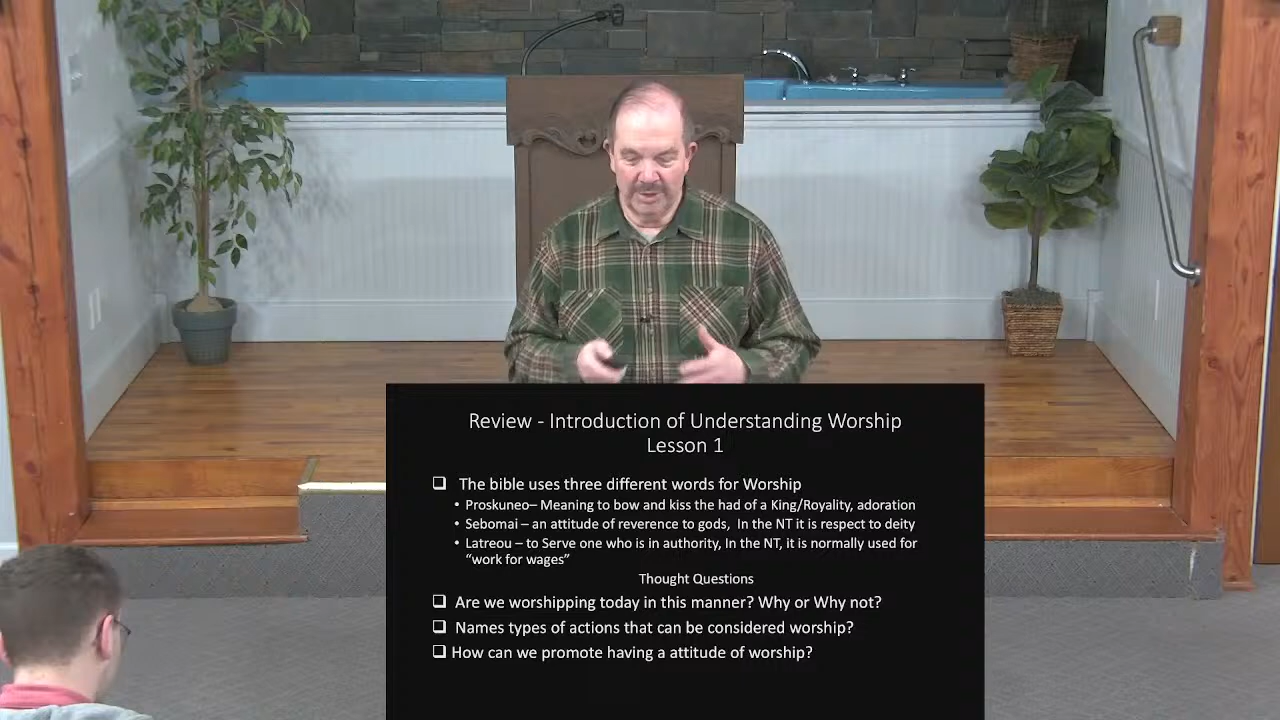 Review - Introduction of Understanding Worship
Lesson 1
❑ The bible uses three different words for Worship
• Proskuneo– Meaning to bow and kiss the had of a King/Royality, adoration
• Sebomai – an attitude of reverence to gods, In the NT it is respect to deity
• Latreou – to Serve one who is in authority, In the NT, it is normally used for
“work for wages”
Thought Questions
❑ Are we worshipping today in this manner? Why or Why not?
❑ Names types of actions that can be considered worship?
❑ How can we promote having a attitude of worship?